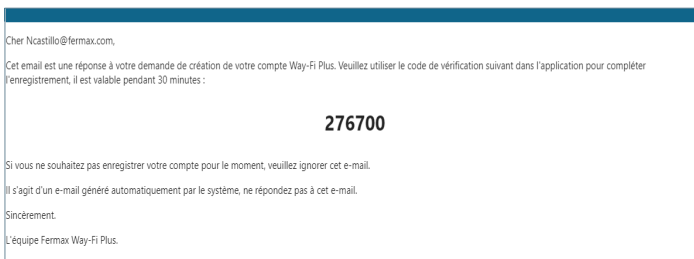 Cher Ncastillo@fermax.com,
Cet email est une réponse à votre demande de création de votre compte Way-Fi Plus. Veuillez utiliser le code de vérification suivant dans l'application pour compléter
l'enregistrement, il est valable pendant 30 minutes :
276700
Si vous ne souhaitez pas enregistrer votre compte pour le moment, veuillez ignorer cet e-mail.
Il s'agit d'un e-mail généré automatiquement par le système, ne répondez pas à cet e-mail.
Sincèrement.
L'équipe Fermax Way-Fi Plus.